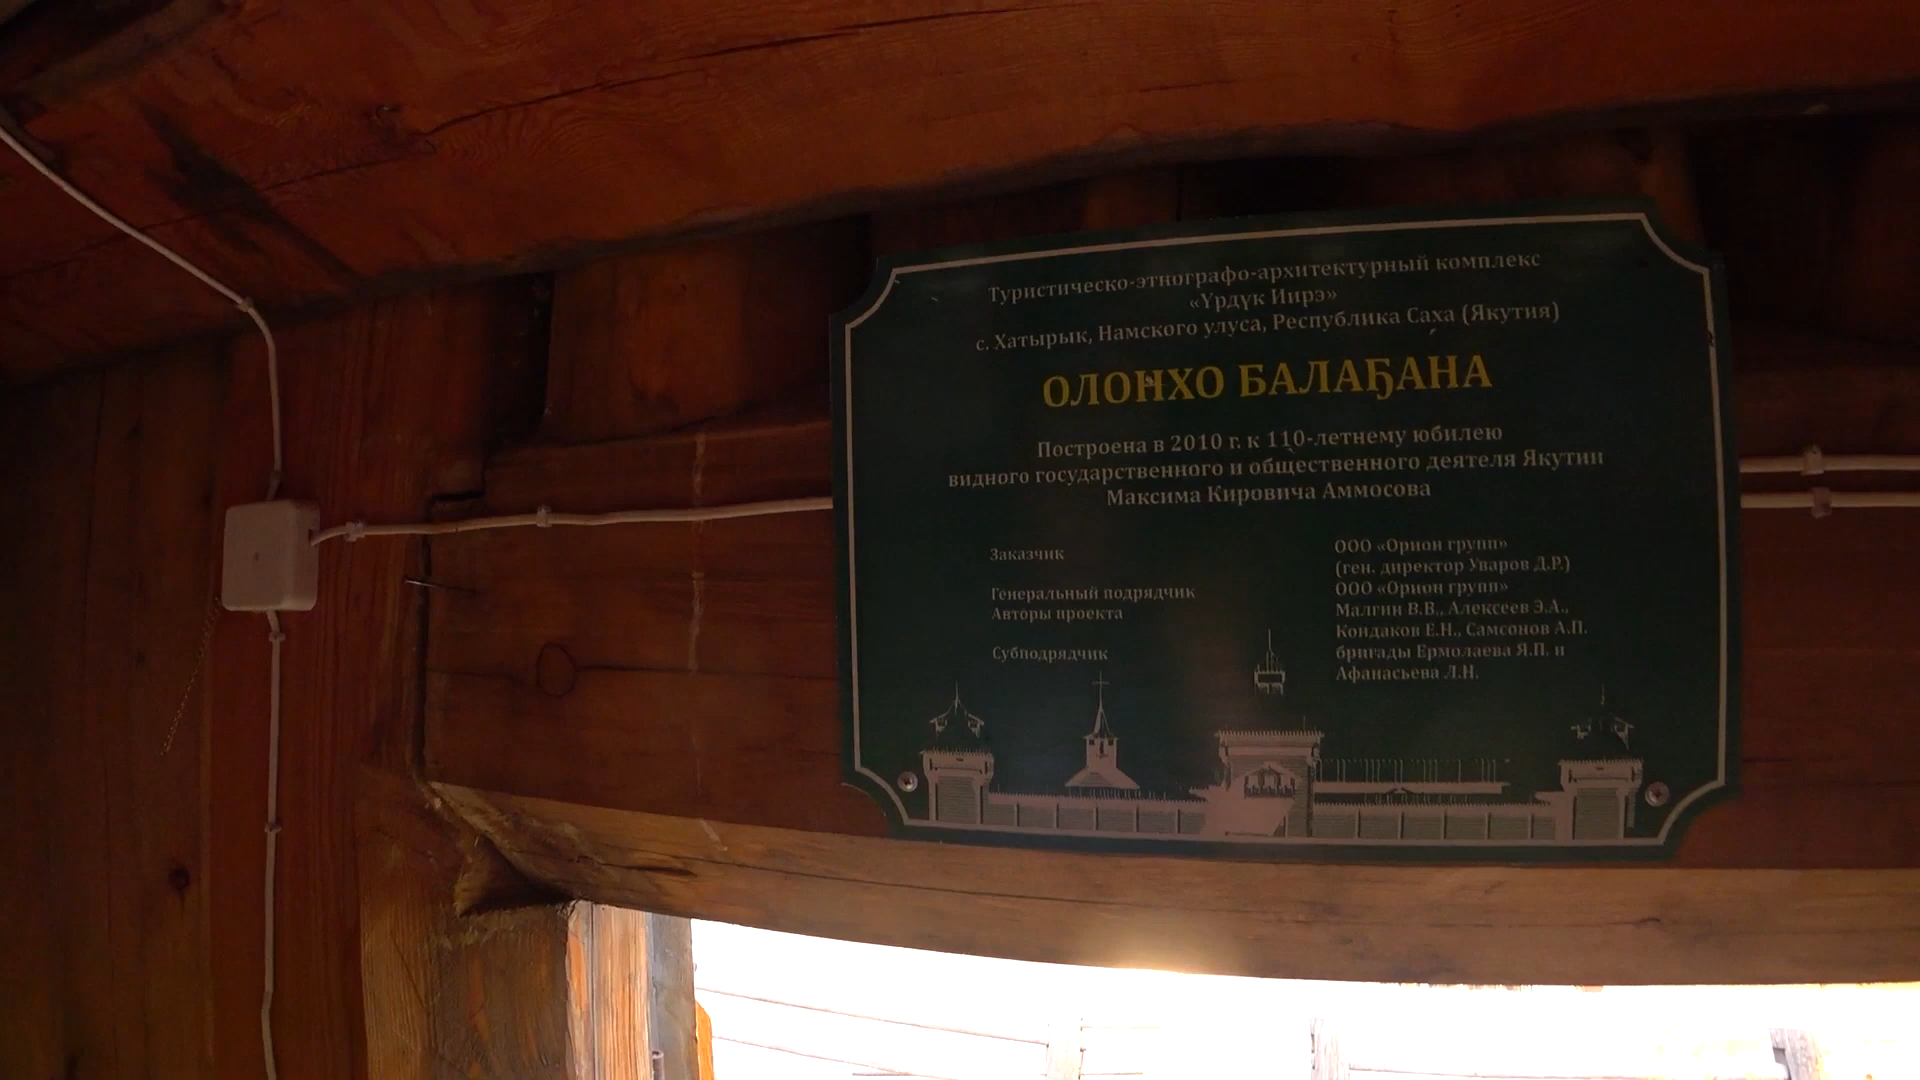 Туристическо-этнографо-архитектурный комплекс
«Үрдүк Иирэ»
с. Хатырык, Намского улуса, Республика Саха (Якутия)
ОЛОҤХО БАЛАҔАНА
Построена в 2010 г. к 110-летнему юбилею
видного государственного и общественного деятеля Якутии
Максима Кировича Аммосова
Заказчик ООО «Орион групп»
(ген. директор Уваров Д.Р.)
Генеральный подрядчик ООО «Орион групп»
Авторы проекта Малгин В.В., Алексеев Э.А.,
Кондаков Е.Н., Самсонов А.П.
Субподрядчик бригады Ермолаева Я.П. и
Афанасьева Л.Н.